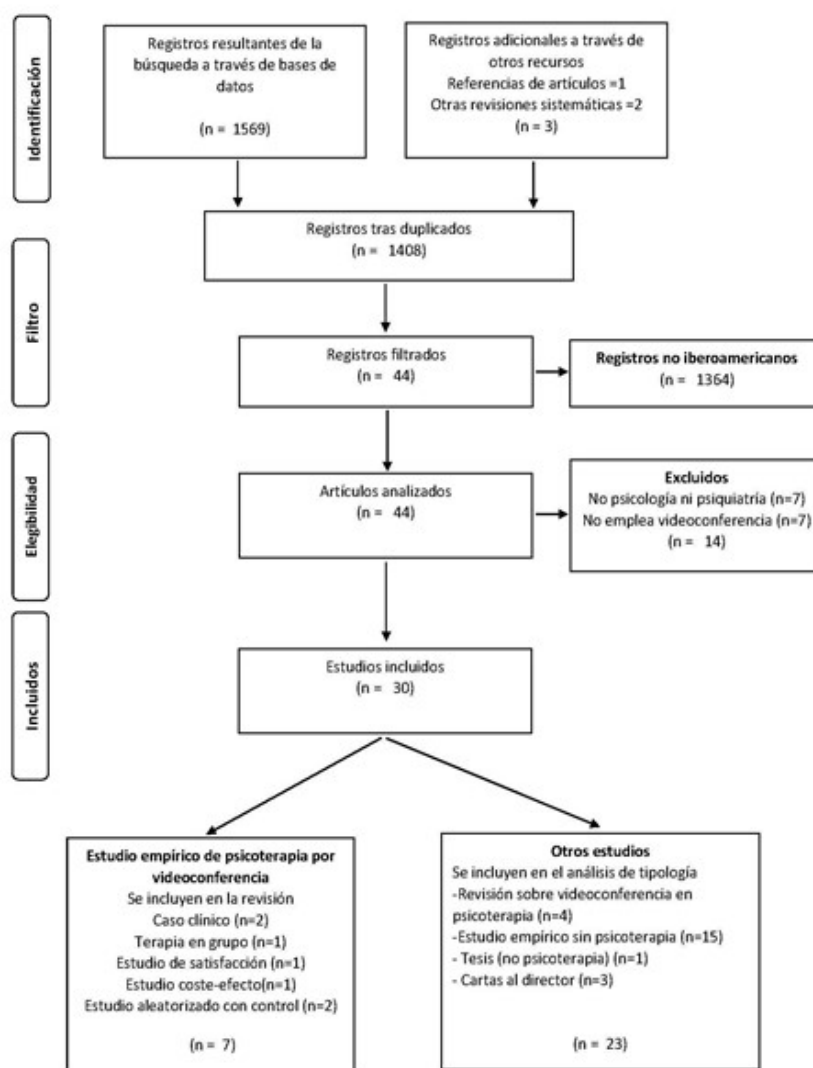 Identificación
Registros resultantes de la
búsqueda a través de bases de
datos
(n = 1569)
Registros adicionales a través de
otros recursos
Referencias de artículos =1
Otras revisiones sistemáticas =2
(n = 3)
Registros tras duplicados
(n = 1408)
Filtro
Registros filtrados
(n = 44)
Registros no iberoamericanos
(n = 1364)
Elegibilidad
Artículos analizados
(n = 44)
Excluidos
No psicología ni psiquiatría (n=7)
No emplea videoconferencia (n=7)
(n = 14)
Incluidos
Estudios incluidos
(n = 30)
Estudio empírico de psicoterapia por
videoconferencia
Se incluyen en la revisión
Caso clínico (n=2)
Terapia en grupo (n=1)
Estudio de satisfacción (n=1)
Estudio coste-efecto(n=1)
Estudio aleatorizado con control (n=2)
(n = 7)
Otros estudios
Se incluyen en el análisis de tipología
-Revisión sobre videoconferencia en
psicoterapia (n=4)
-Estudio empírico sin psicoterapia (n=15)
- Tesis (no psicoterapia) (n=1)
- Cartas al director (n=3)
(n = 23)